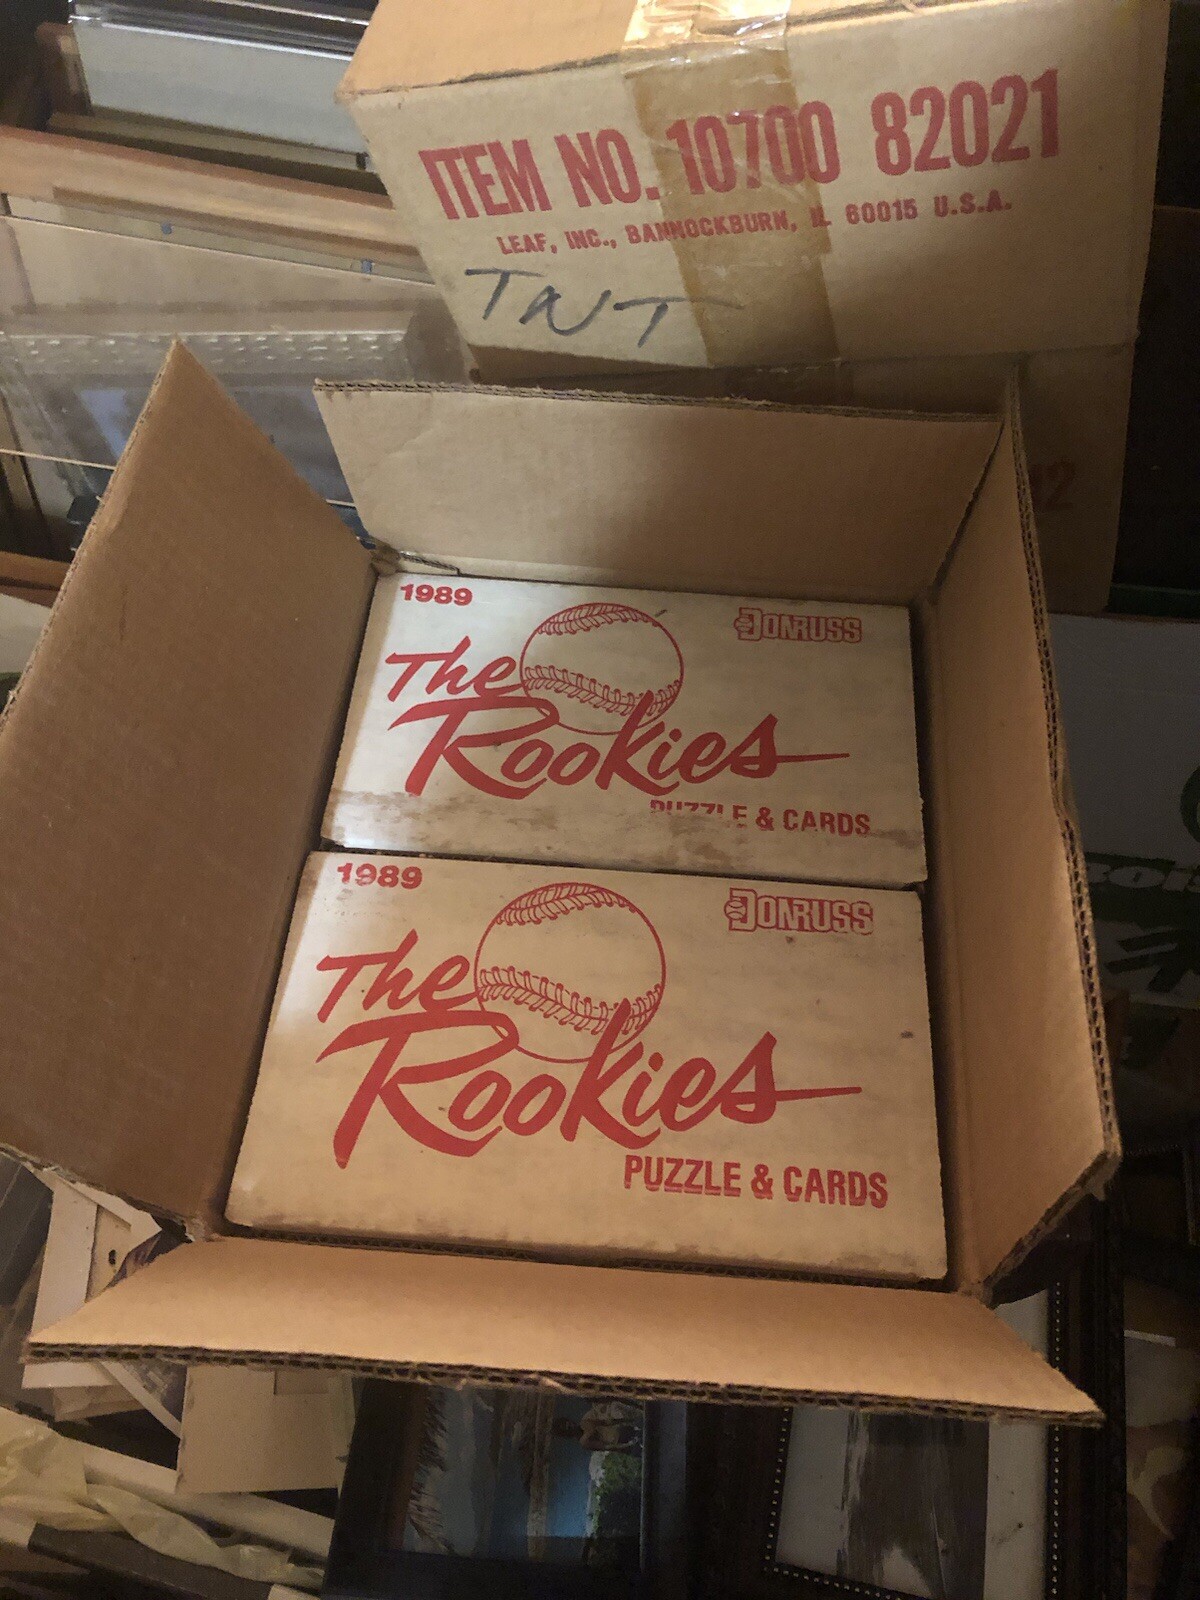 ITEM NO. 10700 82021
LEAF, INC., BANNOCKBURN, IL 60015 U.S.A.
TNT
1989
DONRUSS
The
Rookies
PUZZLE & CARDS
1989
DONRUSS
The
Rookies
PUZZLE & CARDS